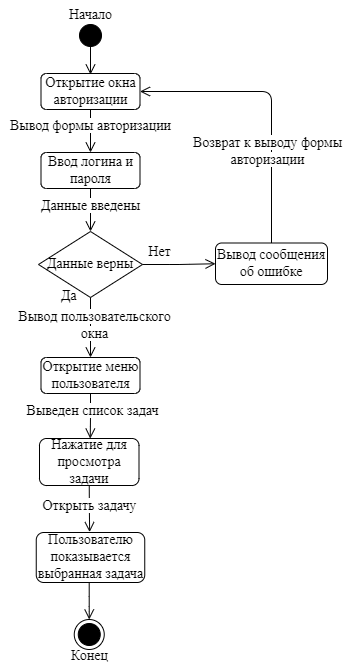 Начало
Открытие окна
авторизации
Вывод формы авторизации
Возврат к выводу формы
авторизации
Ввод логина и
пароля
Данные введены
Данные верны
Нет
Вывод сообщения
об ошибке
Да
Вывод пользовательского
окна
Открытие меню
пользователя
Выведен список задач
Нажатие для
просмотра
задачи
Открыть задачу
Пользователю
показывается
выбранная задача
Конец